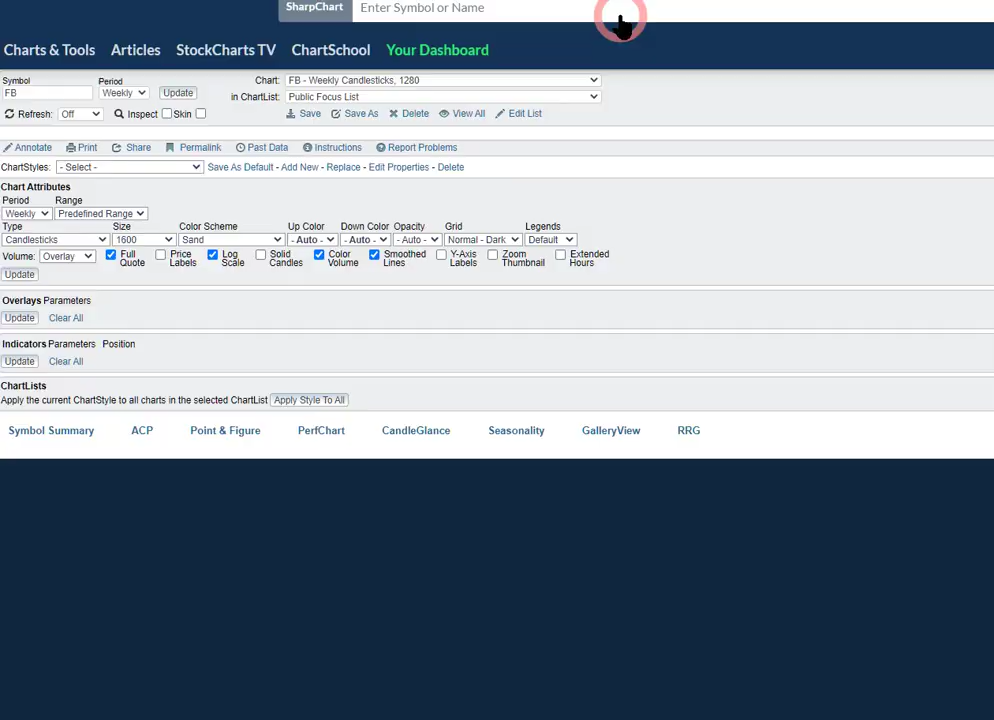 SharpChart Enter Symbol or Name
Charts & Tools Articles StockCharts TV ChartSchool Your Dashboard
Symbol Period Chart: FB - Weekly Candlesticks, 1280
FB Weekly Update in ChartList: Public Focus List
Refresh: Off Inspect Skin Save Save As Delete View All Edit List
Annotate Print Share Permalink Past Data Instructions Report Problems
ChartStyles: - Select - Save As Default - Add New - Replace - Edit Properties - Delete
Chart Attributes
Period Range
Weekly Predefined Range
Type Size Color Scheme Up Color Down Color Opacity Grid Legends
Candlesticks 1600 Sand - Auto - - Auto - - Auto - Normal - Dark Default
Volume: Overlay Full Quote Price Labels Log Scale Solid Candles Color Volume Smoothed Lines Y-Axis Labels Zoom Thumbnail Extended Hours
Update
Overlays Parameters
Update Clear All
Indicators Parameters Position
Update Clear All
ChartLists
Apply the current ChartStyle to all charts in the selected ChartList Apply Style To All
Symbol Summary ACP Point & Figure PerfChart CandleGlance Seasonality GalleryView RRG